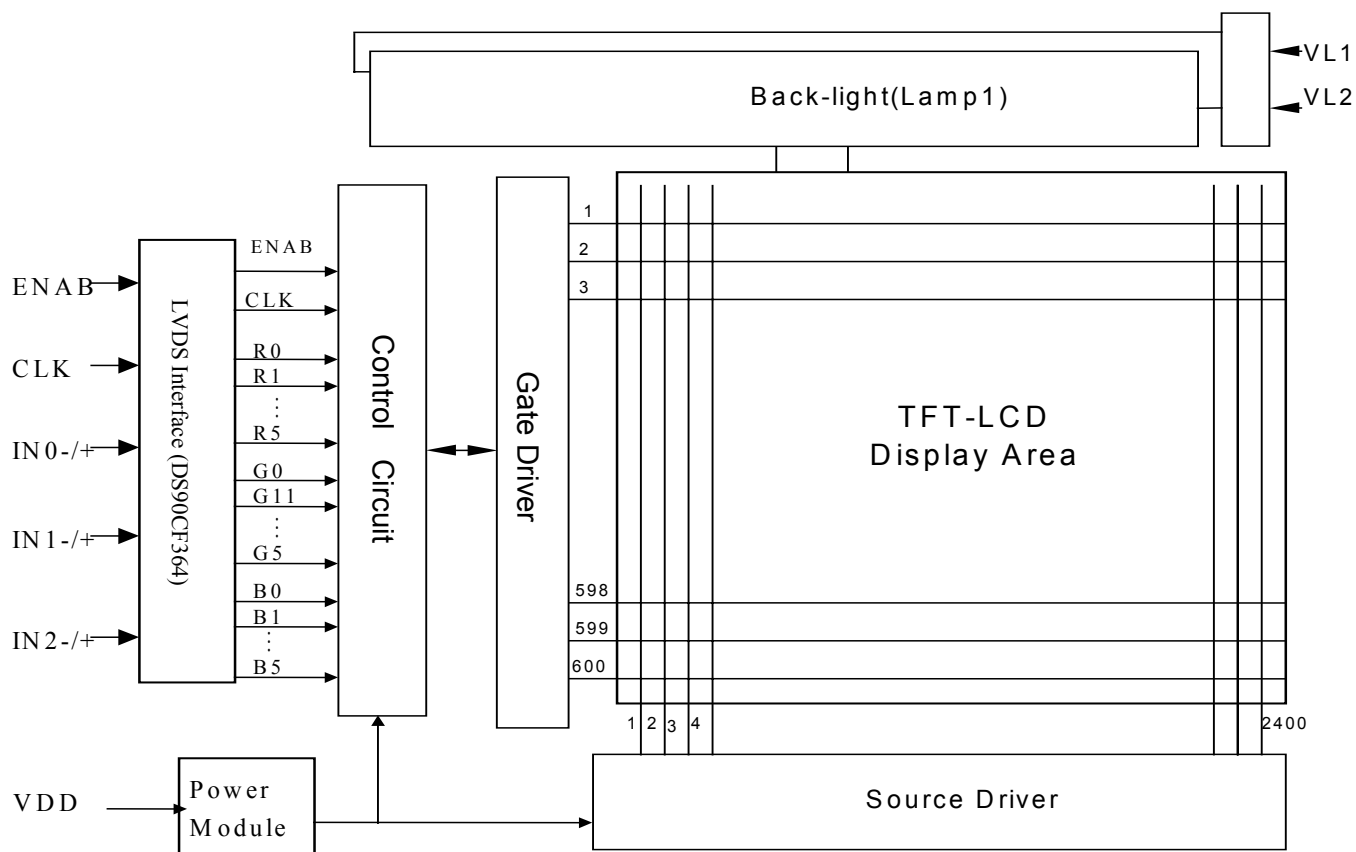 VL1
Back-light(Lamp1)
VL2
ENAB
CLK
IN0-/+
IN1-/+
IN2-/+
LVDS Interface (DS90CF364)
ENAB
CLK
R0
R1
R5
G0
G11
G5
B0
B1
B5
Control Circuit
Gate Driver
1
2
3
598
599
600
TFT-LCD
Display Area
1 2 3 4 2400
VDD
Power
Module
Source Driver